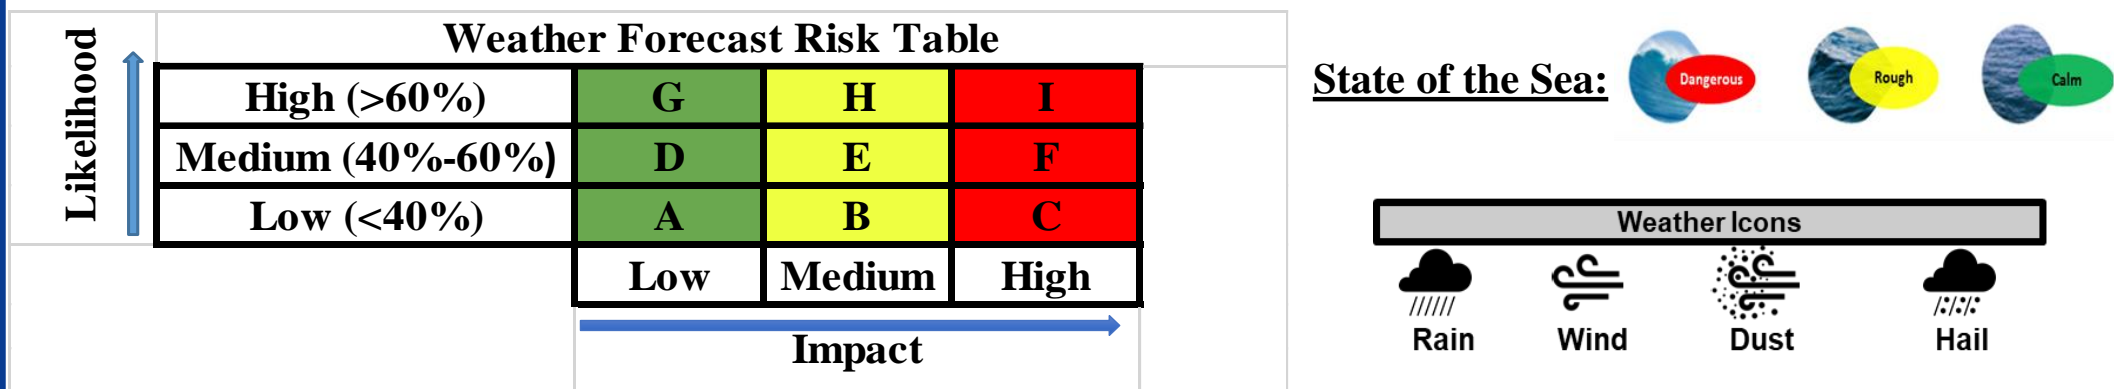 Weather Forecast Risk Table
Likelihood
High (>60%) G H I
Medium (40%-60%) D E F
Low (<40%) A B C
Low Medium High
Impact
State of the Sea:
Dangerous Rough Calm
Weather Icons
Rain Wind Dust Hail